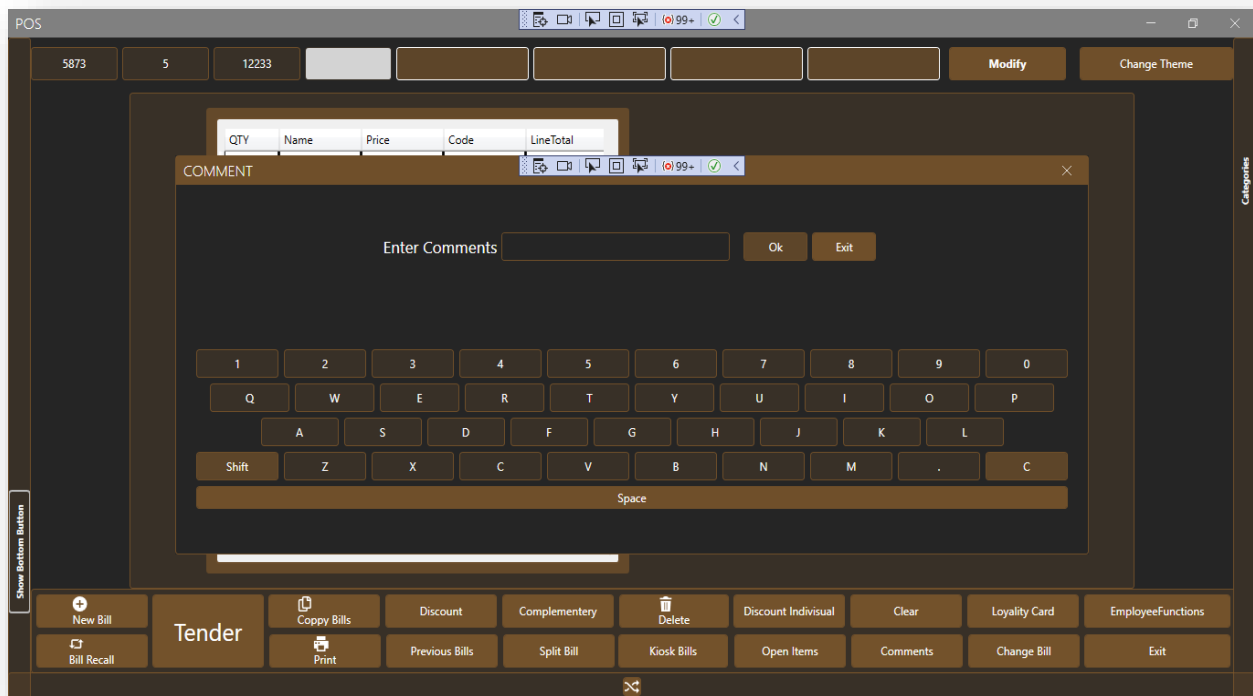 POS
99+
5873 5 12233 Modify Change Theme
QTY Name Price Code LineTotal
COMMENT
99+
Categories
Enter Comments Ok Exit
1 2 3 4 5 6 7 8 9 0
Q W E R T Y U I O P
A S D F G H J K L
Shift Z X C V B N M . C
Space
Show Bottom Button
New Bill Tender Coppy Bills Discount Complementery Delete Discount Indivisual Clear Loyality Card EmployeeFunctions
Bill Recall Print Previous Bills Split Bill Kiosk Bills Open Items Comments Change Bill Exit